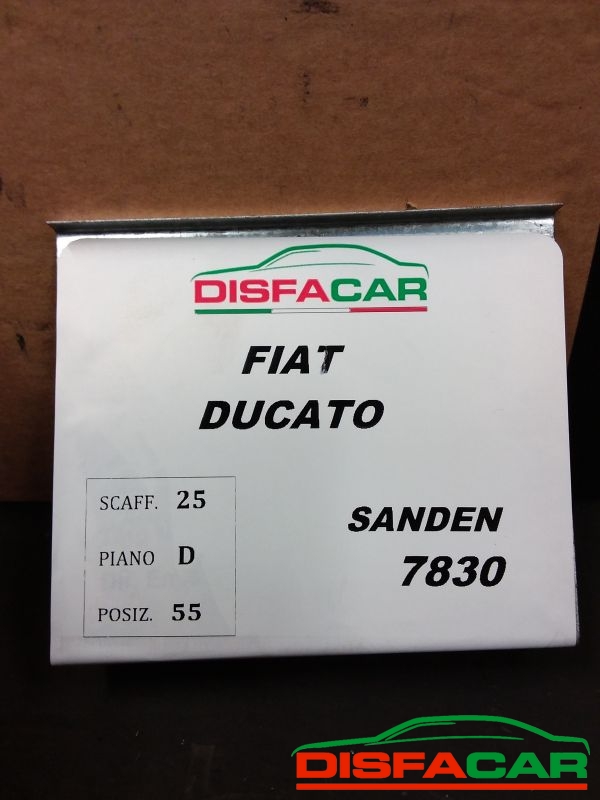 DISFACAR
FIAT
DUCATO
SCAFF. 25
PIANO D
POSIZ. 55
SANDEN
7830
DISFACAR